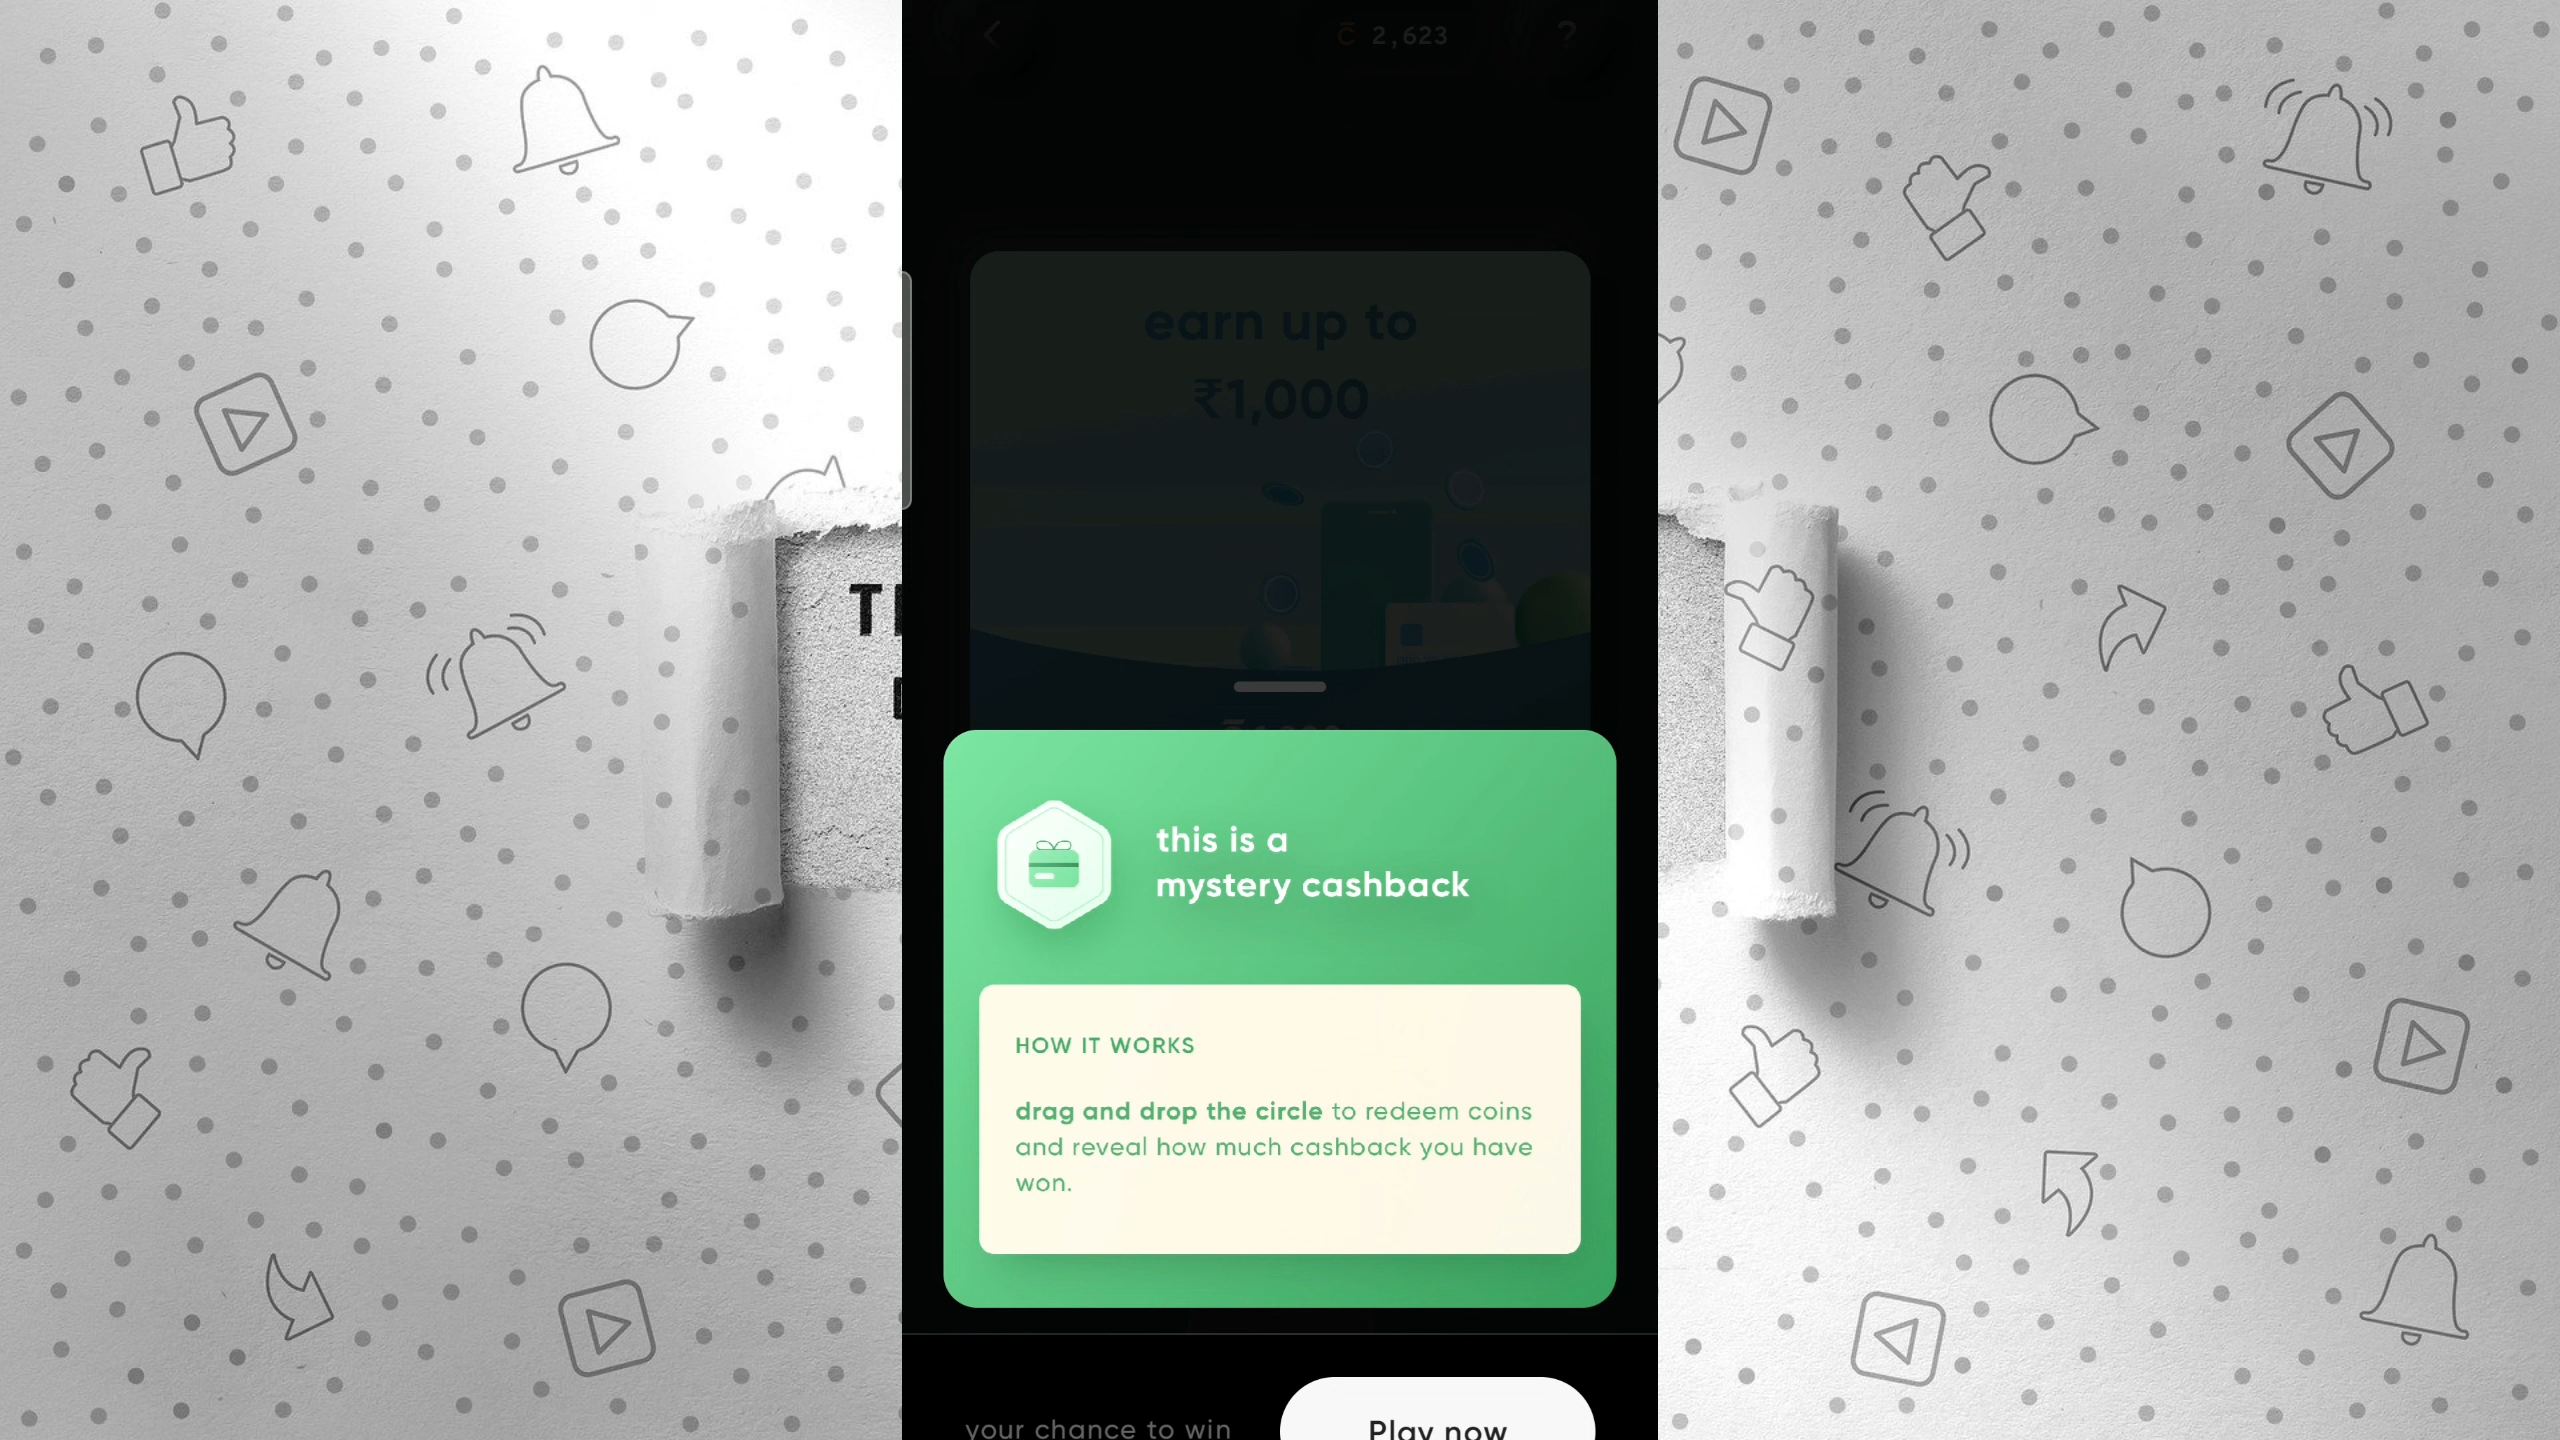 2,623 ?
earn up to
₹1,000
this is a
mystery cashback
HOW IT WORKS
drag and drop the circle to redeem coins
and reveal how much cashback you have
won.
your chance to win
Play now